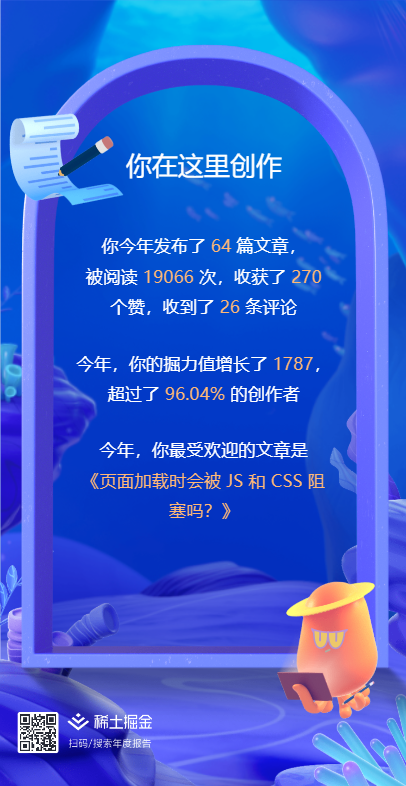 你在这里创作
你今年发布了 64 篇文章，
被阅读 19066 次，收获了 270
个赞，收到了 26 条评论
今年，你的掘力值增长了 1787，
超过了 96.04% 的创作者
今年，你最受欢迎的文章是
《页面加载时会被 JS 和 CSS 阻
塞吗？》
稀土掘金
扫码/搜索年度报告